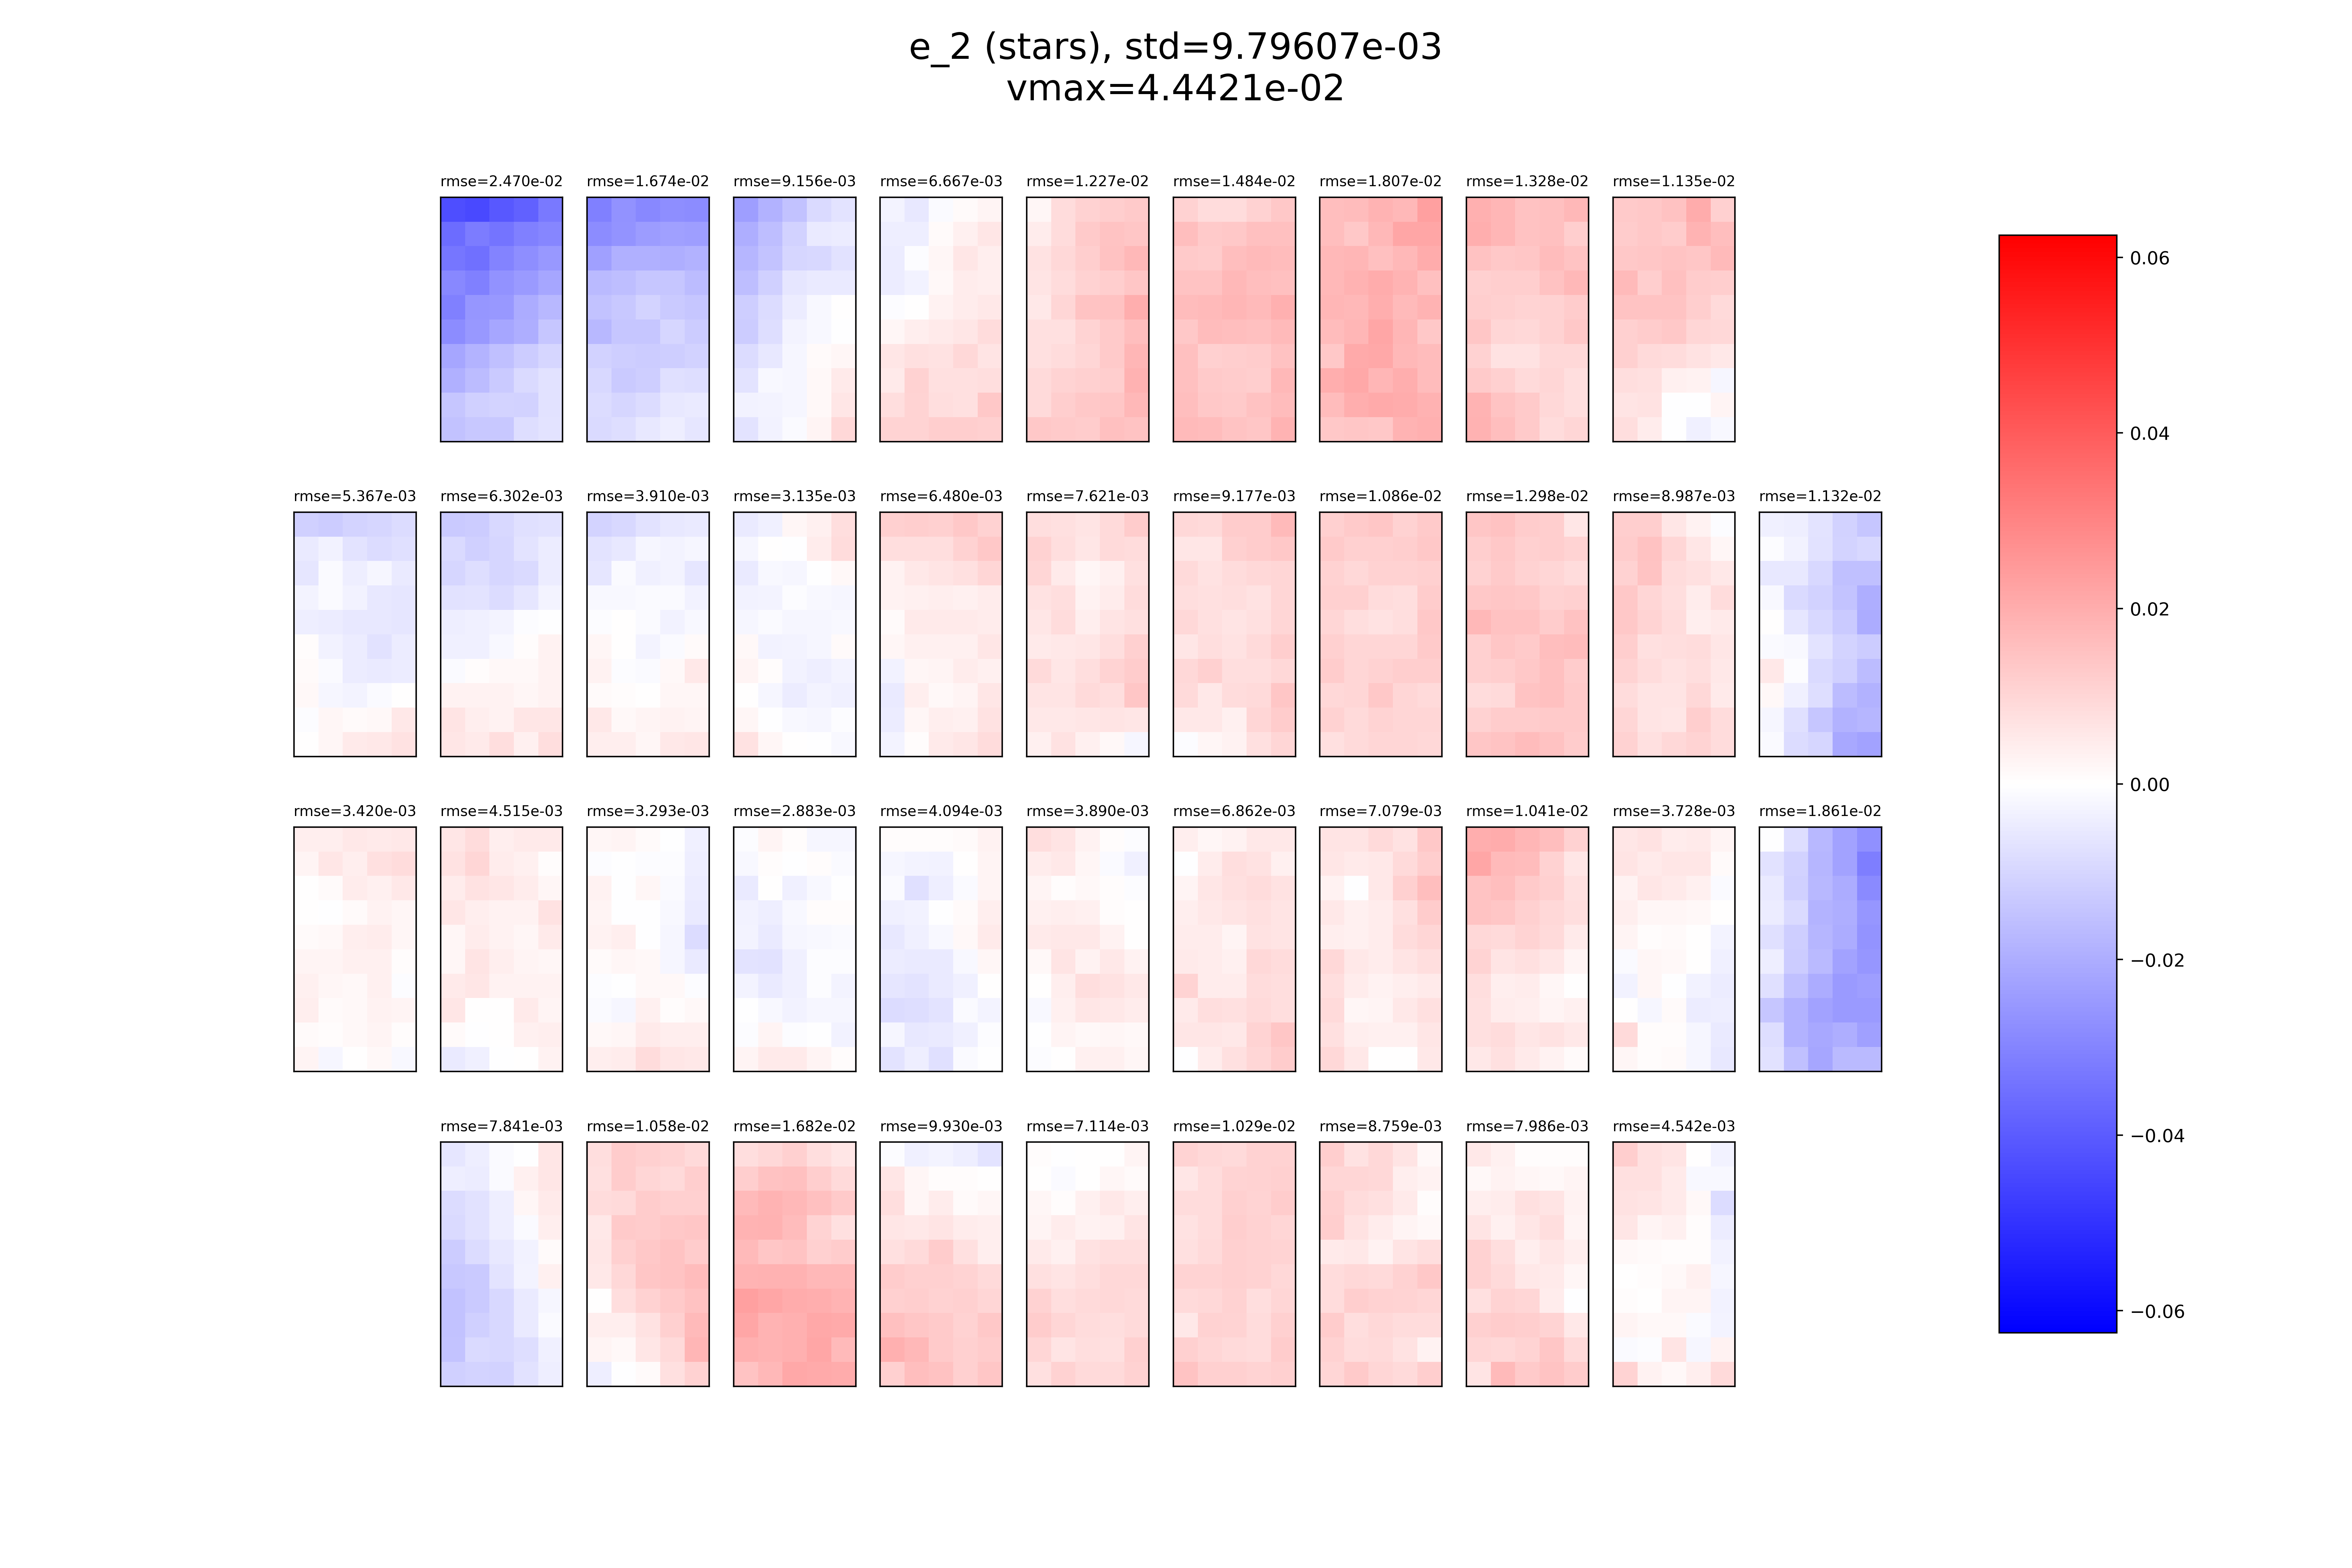 e_2 (stars), std=9.79607e-03
vmax=4.4421e-02
rmse=2.470e-02 rmse=1.674e-02 rmse=9.156e-03 rmse=6.667e-03 rmse=1.227e-02 rmse=1.484e-02 rmse=1.807e-02 rmse=1.328e-02 rmse=1.135e-02
rmse=5.367e-03 rmse=6.302e-03 rmse=3.910e-03 rmse=3.135e-03 rmse=6.480e-03 rmse=7.621e-03 rmse=9.177e-03 rmse=1.086e-02 rmse=1.298e-02 rmse=8.987e-03 rmse=1.132e-02
rmse=3.420e-03 rmse=4.515e-03 rmse=3.293e-03 rmse=2.883e-03 rmse=4.094e-03 rmse=3.890e-03 rmse=6.862e-03 rmse=7.079e-03 rmse=1.041e-02 rmse=3.728e-03 rmse=1.861e-02
rmse=7.841e-03 rmse=1.058e-02 rmse=1.682e-02 rmse=9.930e-03 rmse=7.114e-03 rmse=1.029e-02 rmse=8.759e-03 rmse=7.986e-03 rmse=4.542e-03
0.06
0.04
0.02
0.00
−0.02
−0.04
−0.06